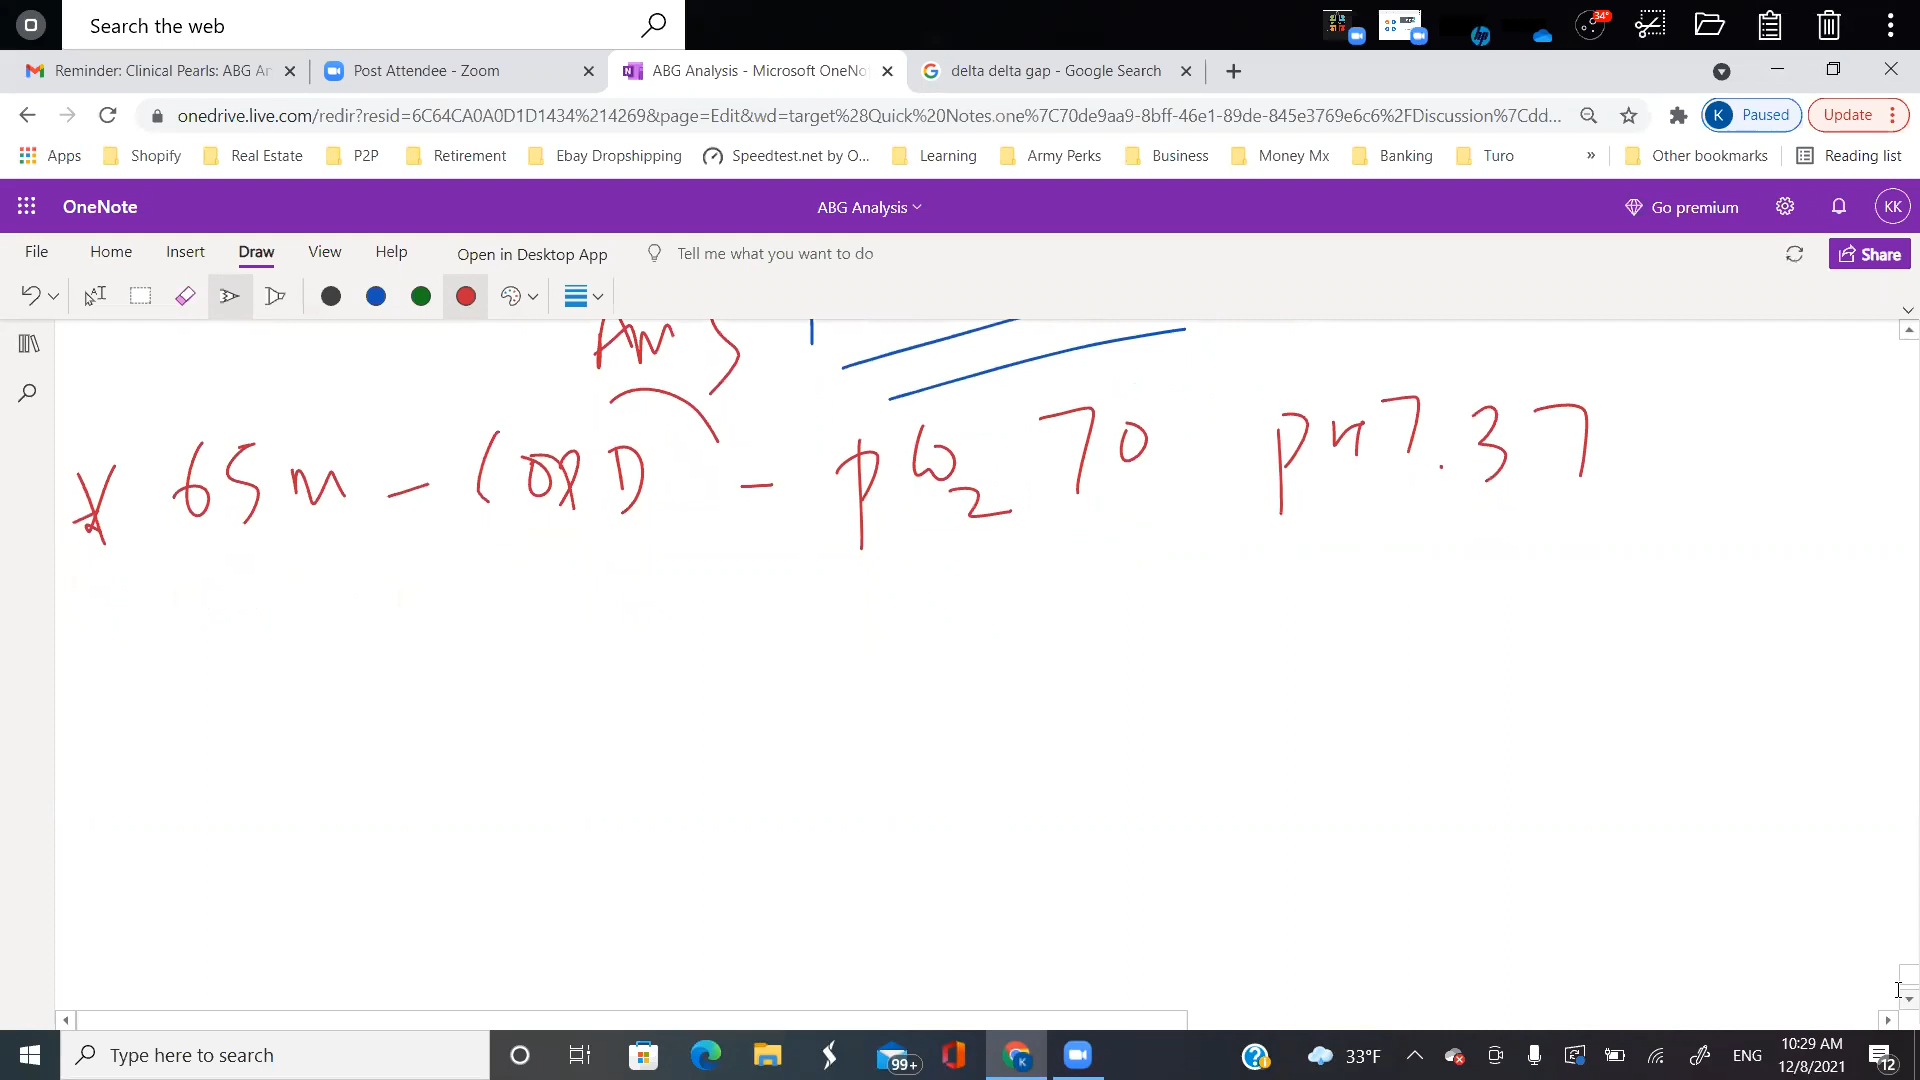 Search the web
34°
Reminder: Clinical Pearls: ABG An
Post Attendee - Zoom
ABG Analysis - Microsoft OneNo
delta delta gap - Google Search
onedrive.live.com/redir?resid=6C64CA0A0D1D1434%214269&page=Edit&wd=target%28Quick%20Notes.one%7C70de9aa9-8bff-46e1-89de-845e3769e6c6%2FDiscussion%7Cdd...
K Paused
Update
Apps Shopify Real Estate P2P Retirement Ebay Dropshipping Speedtest.net by O... Learning Army Perks Business Money Mx Banking Turo » Other bookmarks Reading list
OneNote
ABG Analysis
Go premium
KK
File Home Insert Draw View Help Open in Desktop App Tell me what you want to do
Share
65 m - COPD - pCO2 70 pH 7.37
Type here to search
99+
33°F
ENG
10:29 AM
12/8/2021
12